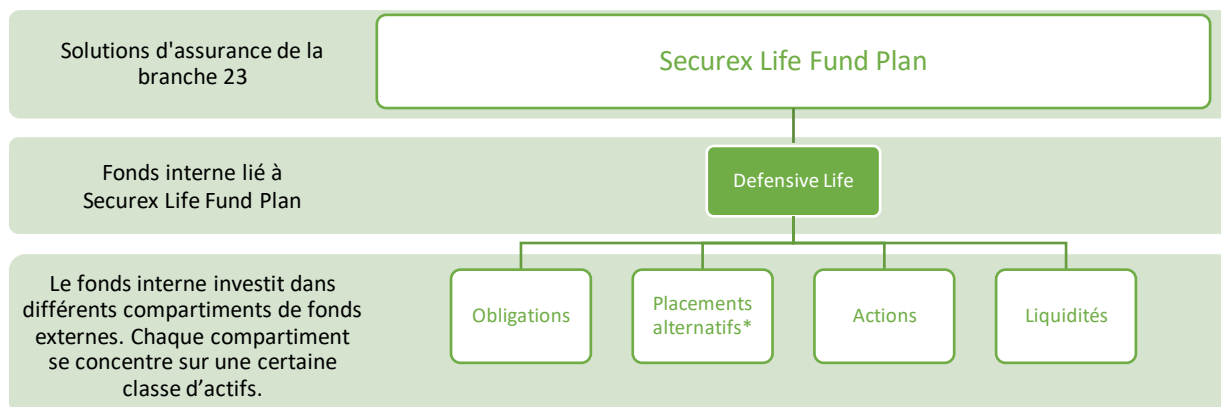 Solutions d'assurance de la
branche 23
Securex Life Fund Plan
Fonds interne lié à
Securex Life Fund Plan
Defensive Life
Le fonds interne investit dans
différents compartiments de fonds
externes. Chaque compartiment
se concentre sur une certaine
classe d’actifs.
Obligations
Placements
alternatifs*
Actions
Liquidités